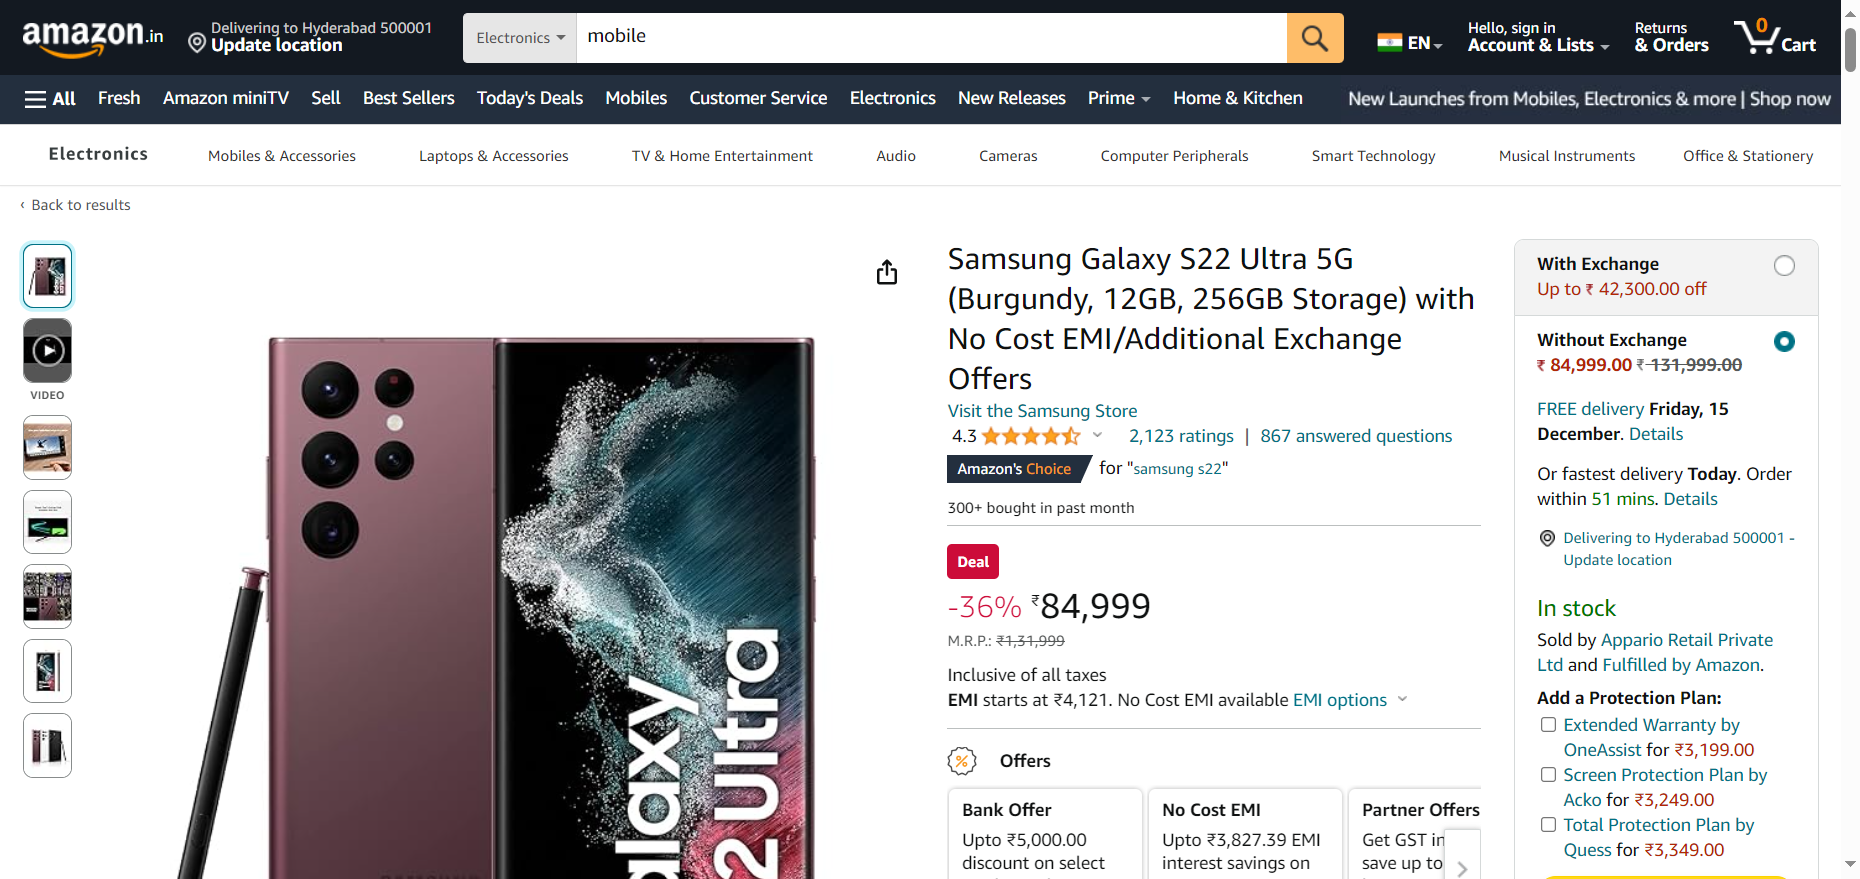 amazon.in
Delivering to Hyderabad 500001
Update location
Electronics
mobile
EN
Hello, sign in
Account & Lists
Returns
& Orders
0
Cart
All
Fresh
Amazon miniTV
Sell
Best Sellers
Today's Deals
Mobiles
Customer Service
Electronics
New Releases
Prime
Home & Kitchen
New Launches from Mobiles, Electronics & more | Shop now
Electronics
Mobiles & Accessories
Laptops & Accessories
TV & Home Entertainment
Audio
Cameras
Computer Peripherals
Smart Technology
Musical Instruments
Office & Stationery
‹ Back to results
VIDEO
alaxy
2 Ultra
Samsung Galaxy S22 Ultra 5G
(Burgundy, 12GB, 256GB Storage) with
No Cost EMI/Additional Exchange
Offers
Visit the Samsung Store
4.3
2,123 ratings | 867 answered questions
Amazon's Choice for "samsung s22"
300+ bought in past month
Deal
-36% ₹84,999
M.R.P.: ₹1,31,999
Inclusive of all taxes
EMI starts at ₹4,121. No Cost EMI available EMI options
% Offers
Bank Offer
Upto ₹5,000.00
discount on select
No Cost EMI
Upto ₹3,827.39 EMI
interest savings on
Partner Offers
Get GST in
save up to
With Exchange
Up to ₹ 42,300.00 off
Without Exchange
₹ 84,999.00 ₹ 131,999.00
FREE delivery Friday, 15
December. Details
Or fastest delivery Today. Order
within 51 mins. Details
Delivering to Hyderabad 500001 -
Update location
In stock
Sold by Appario Retail Private
Ltd and Fulfilled by Amazon.
Add a Protection Plan:
Extended Warranty by
OneAssist for ₹3,199.00
Screen Protection Plan by
Acko for ₹3,249.00
Total Protection Plan by
Quess for ₹3,349.00